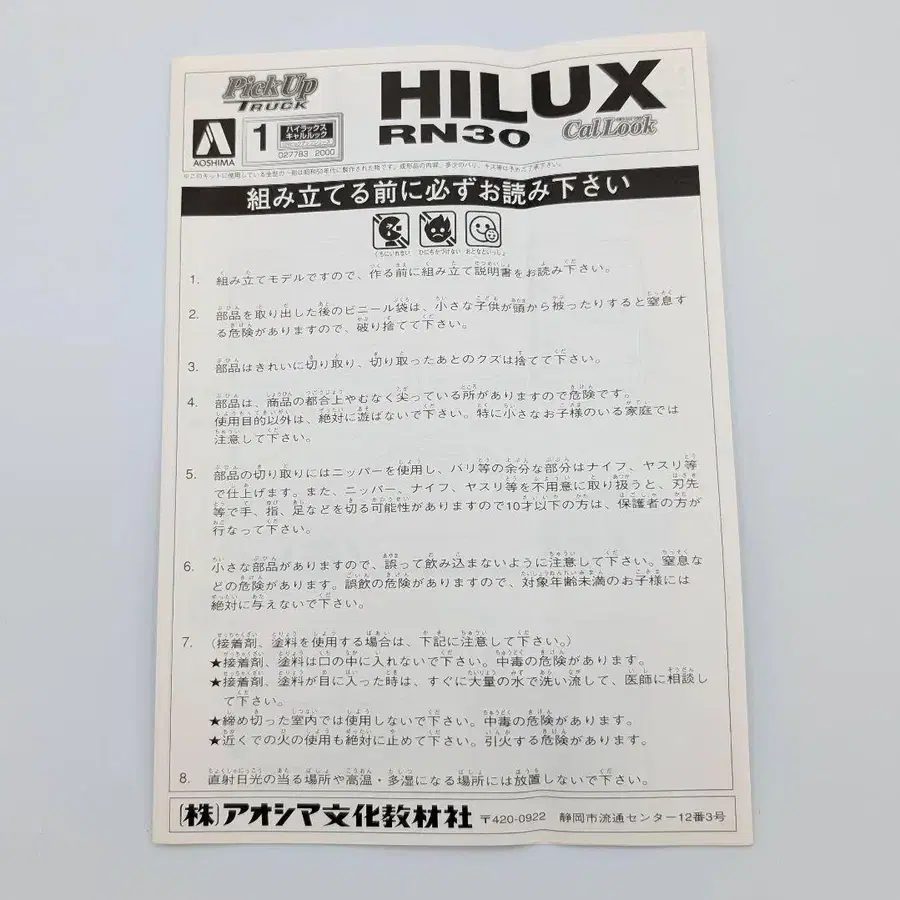 Pick Up
TRUCK
HILUX
RN30
Cal Look
AOSHIMA
1
ハイラックス
キャルルック
027783 2000
組み立てる前に必ずお読み下さい
くちにいれない ひにちかづけない おとなといっしょ
1. 組み立てモデルですので、作る前に組み立て説明書をお読み下さい。
2. 部品を取り出した後のビニール袋は、小さな子供が頭から被ったりすると窒息す
る危険がありますので、破り捨てて下さい。
3. 部品はきれいに切り取り、切り取ったあとのクズは捨てて下さい。
4. 部品は、商品の都合上やむなく尖っている所がありますので危険です。
使用目的以外は、絶対に遊ばないで下さい。特に小さなお子様のいる家庭では
注意して下さい。
5. 部品の切り取りにはニッパーを使用し、バリ等の余分な部分はナイフ、ヤスリ等
で仕上げます。また、ニッパー、ナイフ、ヤスリ等を不用意に取り扱うと、刃先
等で手、指、足などを切る可能性がありますので10才以下の方は、保護者の方が
行なって下さい。
6. 小さな部品がありますので、誤って飲み込まないように注意して下さい。窒息な
どの危険があります。誤飲の危険がありますので、対象年齢未満のお子様には
絶対に与えないで下さい。
7. (接着剤、塗料を使用する場合は、下記に注意して下さい。)
★接着剤、塗料は口の中に入れないで下さい。中毒の危険があります。
★接着剤、塗料が目に入った時は、すぐに大量の水で洗い流して、医師に相談し
て下さい。
★締め切った室内では使用しないで下さい。中毒の危険があります。
★近くでの火の使用も絶対に止めて下さい。引火する危険があります。
8. 直射日光の当る場所や高温・多湿になる場所には放置しないで下さい。
(株)アオシマ文化教材社 〒420-0922 静岡市流通センター12番3号